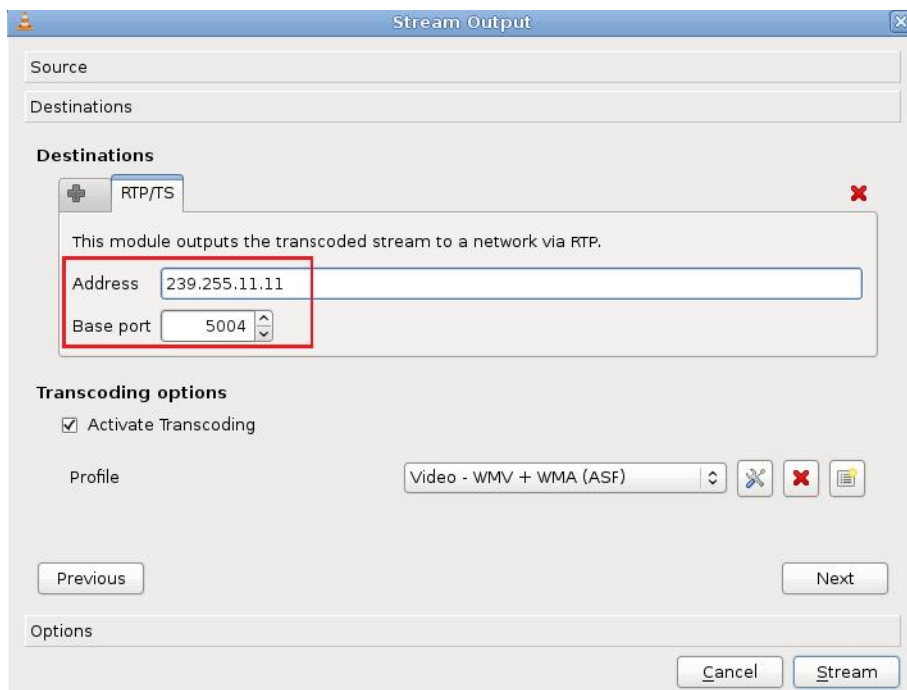 Stream Output
Source
Destinations
Destinations
RTP/TS
This module outputs the transcoded stream to a network via RTP.
Address 239.255.11.11
Base port 5004
Transcoding options
Activate Transcoding
Profile Video - WMV + WMA (ASF)
Previous Next
Options
Cancel Stream